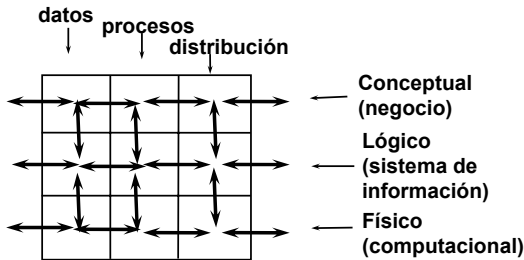 datos
procesos
distribución
Conceptual
(negocio)
Lógico
(sistema de
información)
Físico
(computacional)